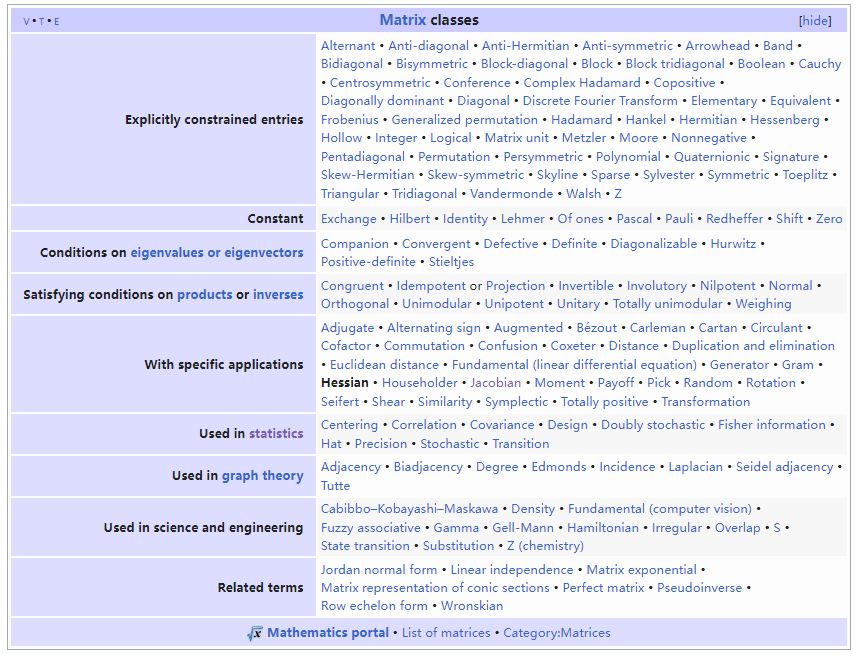 V • T • E Matrix classes [hide]
Explicitly constrained entries
Alternant • Anti-diagonal • Anti-Hermitian • Anti-symmetric • Arrowhead • Band •
Bidiagonal • Bisymmetric • Block-diagonal • Block • Block tridiagonal • Boolean • Cauchy
• Centrosymmetric • Conference • Complex Hadamard • Copositive •
Diagonally dominant • Diagonal • Discrete Fourier Transform • Elementary • Equivalent •
Frobenius • Generalized permutation • Hadamard • Hankel • Hermitian • Hessenberg •
Hollow • Integer • Logical • Matrix unit • Metzler • Moore • Nonnegative •
Pentadiagonal • Permutation • Persymmetric • Polynomial • Quaternionic • Signature •
Skew-Hermitian • Skew-symmetric • Skyline • Sparse • Sylvester • Symmetric • Toeplitz •
Triangular • Tridiagonal • Vandermonde • Walsh • Z
Constant
Exchange • Hilbert • Identity • Lehmer • Of ones • Pascal • Pauli • Redheffer • Shift • Zero
Conditions on eigenvalues or eigenvectors
Companion • Convergent • Defective • Definite • Diagonalizable • Hurwitz •
Positive-definite • Stieltjes
Satisfying conditions on products or inverses
Congruent • Idempotent or Projection • Invertible • Involutory • Nilpotent • Normal •
Orthogonal • Unimodular • Unipotent • Unitary • Totally unimodular • Weighing
With specific applications
Adjugate • Alternating sign • Augmented • Bézout • Carleman • Cartan • Circulant •
Cofactor • Commutation • Confusion • Coxeter • Distance • Duplication and elimination
• Euclidean distance • Fundamental (linear differential equation) • Generator • Gram •
Hessian • Householder • Jacobian • Moment • Payoff • Pick • Random • Rotation •
Seifert • Shear • Similarity • Symplectic • Totally positive • Transformation
Used in statistics
Centering • Correlation • Covariance • Design • Doubly stochastic • Fisher information •
Hat • Precision • Stochastic • Transition
Used in graph theory
Adjacency • Biadjacency • Degree • Edmonds • Incidence • Laplacian • Seidel adjacency •
Tutte
Used in science and engineering
Cabibbo–Kobayashi–Maskawa • Density • Fundamental (computer vision) •
Fuzzy associative • Gamma • Gell-Mann • Hamiltonian • Irregular • Overlap • S •
State transition • Substitution • Z (chemistry)
Related terms
Jordan normal form • Linear independence • Matrix exponential •
Matrix representation of conic sections • Perfect matrix • Pseudoinverse •
Row echelon form • Wronskian
√x Mathematics portal • List of matrices • Category:Matrices